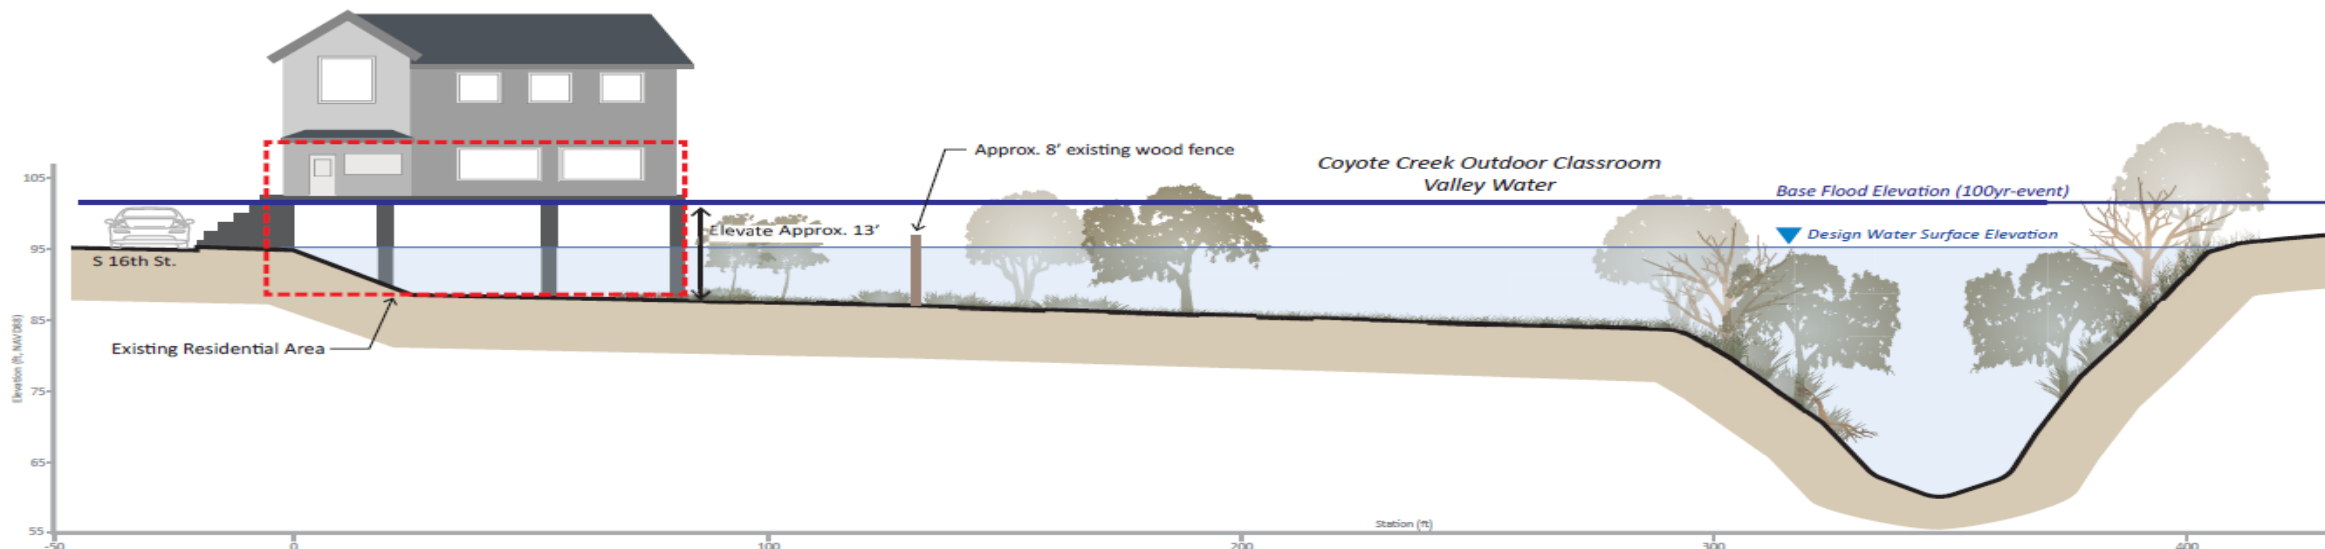 Approx. 8’ existing wood fence
Coyote Creek Outdoor Classroom
Valley Water
Base Flood Elevation (100yr-event)
105
Elevate Approx. 13’
Design Water Surface Elevation
95
S 16th St.
85
Existing Residential Area
Elevation (ft, NAVD88)
75
65
55
Station (ft)
-50
0
100
200
300
400